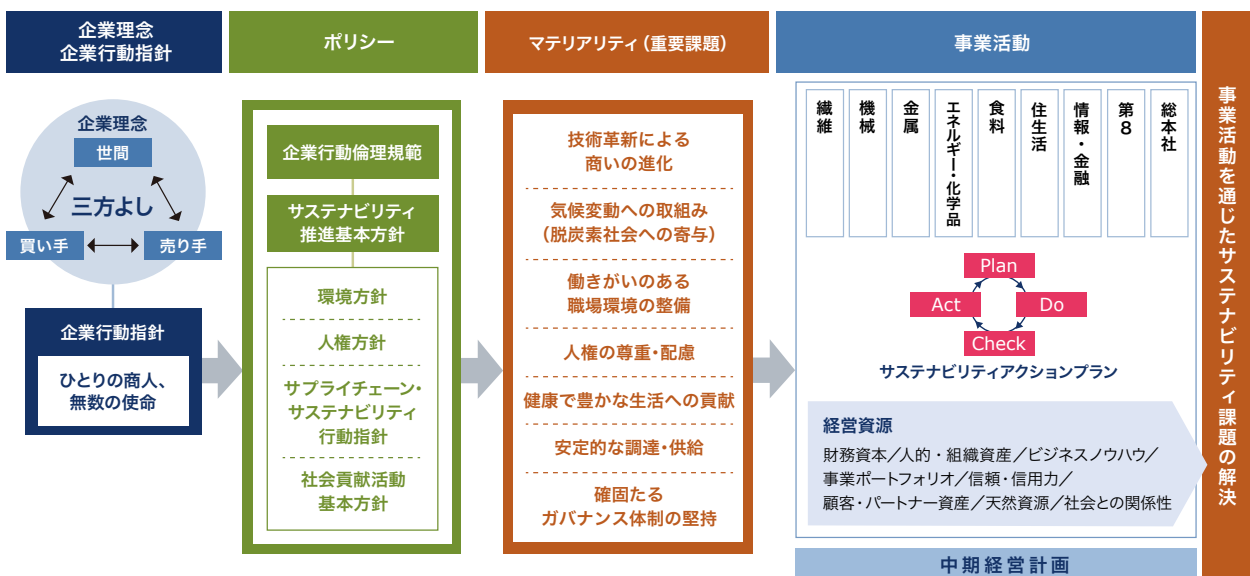 企業理念
企業行動指針
企業理念
世間
三方よし
買い手
売り手
企業行動指針
ひとりの商人、
無数の使命
ポリシー
企業行動倫理規範
サステナビリティ
推進基本方針
環境方針
人権方針
サプライチェーン・
サステナビリティ
行動指針
社会貢献活動
基本方針
マテリアリティ（重要課題）
技術革新による
商いの進化
気候変動への取組み
（脱炭素社会への寄与）
働きがいのある
職場環境の整備
人権の尊重・配慮
健康で豊かな生活への貢献
安定的な調達・供給
確固たる
ガバナンス体制の堅持
事業活動
繊維
機械
金属
エネルギー・化学品
食料
住生活
情報・金融
第8
総本社
Plan
Act
Do
Check
サステナビリティアクションプラン
経営資源
財務資本／人的・組織資産／ビジネスノウハウ／
事業ポートフォリオ／信頼・信用力／
顧客・パートナー資産／天然資源／社会との関係性
中期経営計画
事業活動を通じたサステナビリティ課題の解決